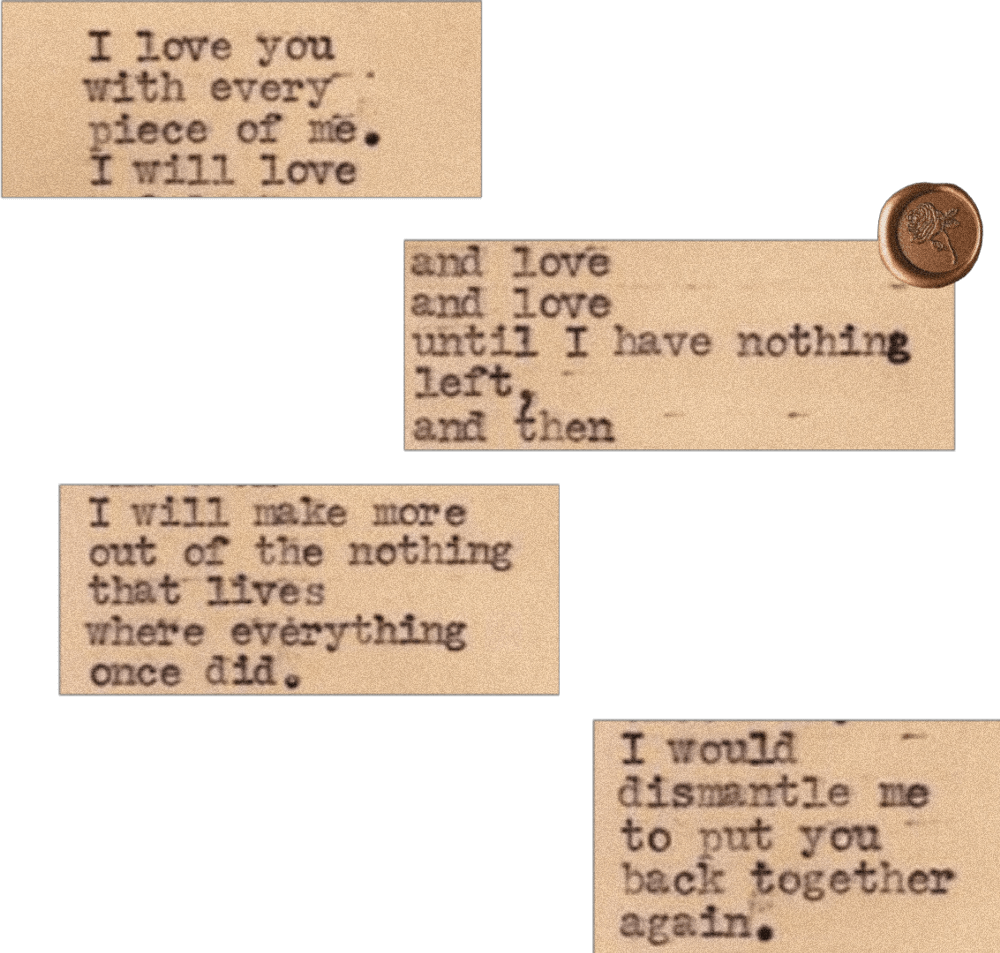 I love you
with every
piece of me.
I will love
and love
and love
until I have nothing
left,
and then
I will make more
out of the nothing
that lives
where everything
once did.
I would
dismantle me
to put you
back together
again.